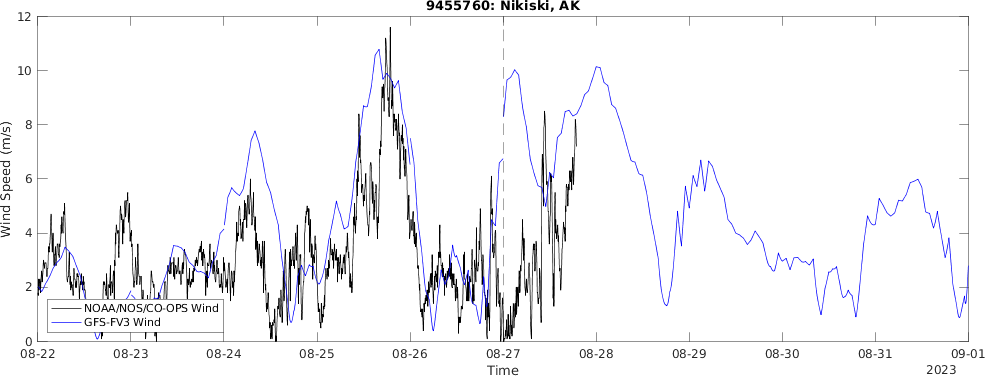 9455760: Nikiski, AK
12
10
8
6
4
2
0
Wind Speed (m/s)
NOAA/NOS/CO-OPS Wind
GFS-FV3 Wind
08-22 08-23 08-24 08-25 08-26 08-27 08-28 08-29 08-30 08-31 09-01
Time
2023